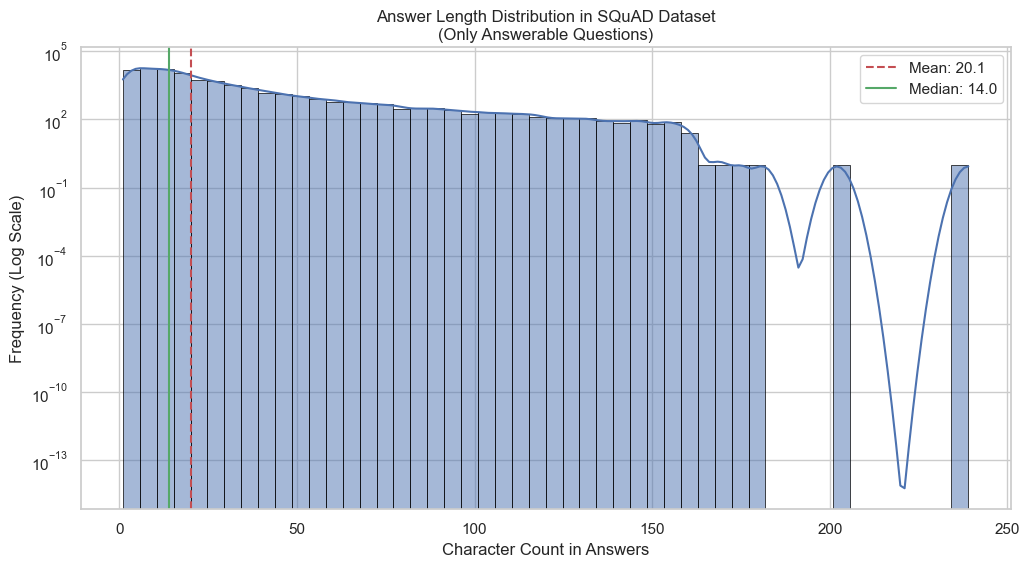 Answer Length Distribution in SQuAD Dataset
(Only Answerable Questions)
Mean: 20.1
Median: 14.0
Frequency (Log Scale)
10^5
10^2
10^−1
10^−4
10^−7
10^−10
10^−13
0 50 100 150 200 250
Character Count in Answers